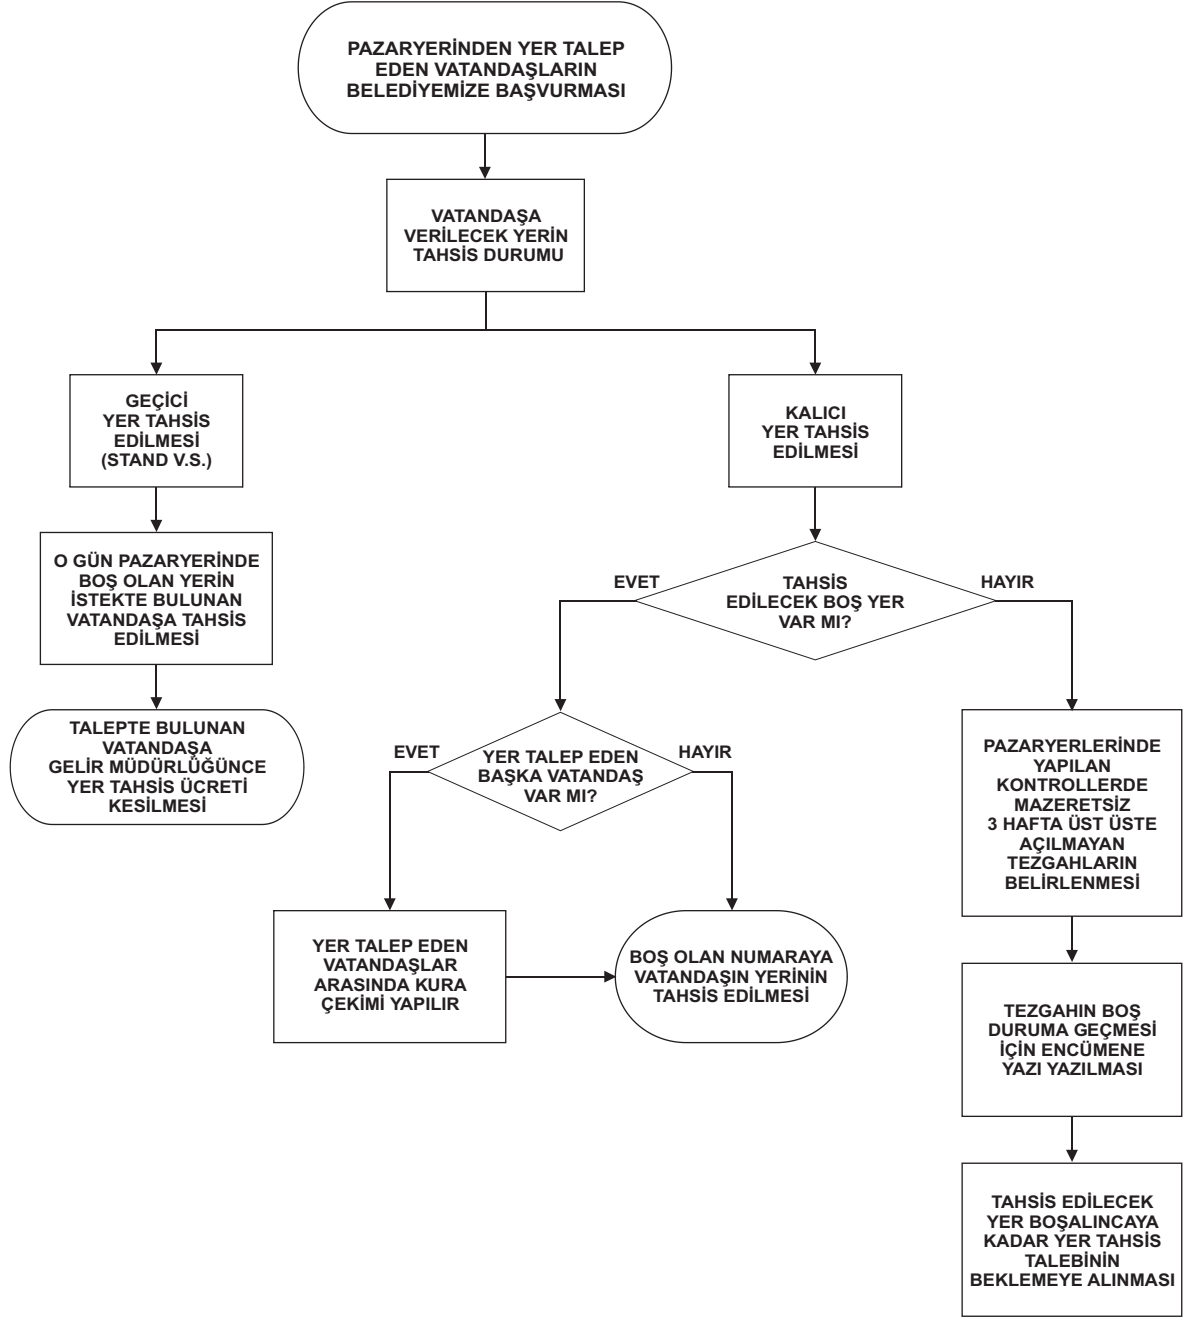 PAZARYERİNDEN YER TALEP
EDEN VATANDAŞLARIN
BELEDİYEMİZE BAŞVURMASI
VATANDAŞA
VERİLECEK YERİN
TAHSİS DURUMU
GEÇİCİ
YER TAHSİS
EDİLMESİ
(STAND V.S.)
KALICI
YER TAHSİS
EDİLMESİ
O GÜN PAZARYERİNDE
BOŞ OLAN YERİN
İSTEKTE BULUNAN
VATANDAŞA TAHSİS
EDİLMESİ
EVET
TAHSİS
EDİLECEK BOŞ YER
VAR MI?
HAYIR
TALEPTE BULUNAN
VATANDAŞA
GELİR MÜDÜRLÜĞÜNCE
YER TAHSİS ÜCRETİ
KESİLMESİ
EVET
YER TALEP EDEN
BAŞKA VATANDAŞ
VAR MI?
HAYIR
PAZARYERLERİNDE
YAPILAN
KONTROLLERDE
MAZERETSİZ
3 HAFTA ÜST ÜSTE
AÇILMAYAN
TEZGAHLARIN
BELİRLENMESİ
YER TALEP EDEN
VATANDAŞLAR
ARASINDA KURA
ÇEKİMİ YAPILIR
BOŞ OLAN NUMARAYA
VATANDAŞIN YERİNİN
TAHSİS EDİLMESİ
TEZGAHIN BOŞ
DURUMA GEÇMESİ
İÇİN ENCÜMENE
YAZI YAZILMASI
TAHSİS EDİLECEK
YER BOŞALINCAYA
KADAR YER TAHSİS
TALEBİNİN
BEKLEMEYE ALINMASI